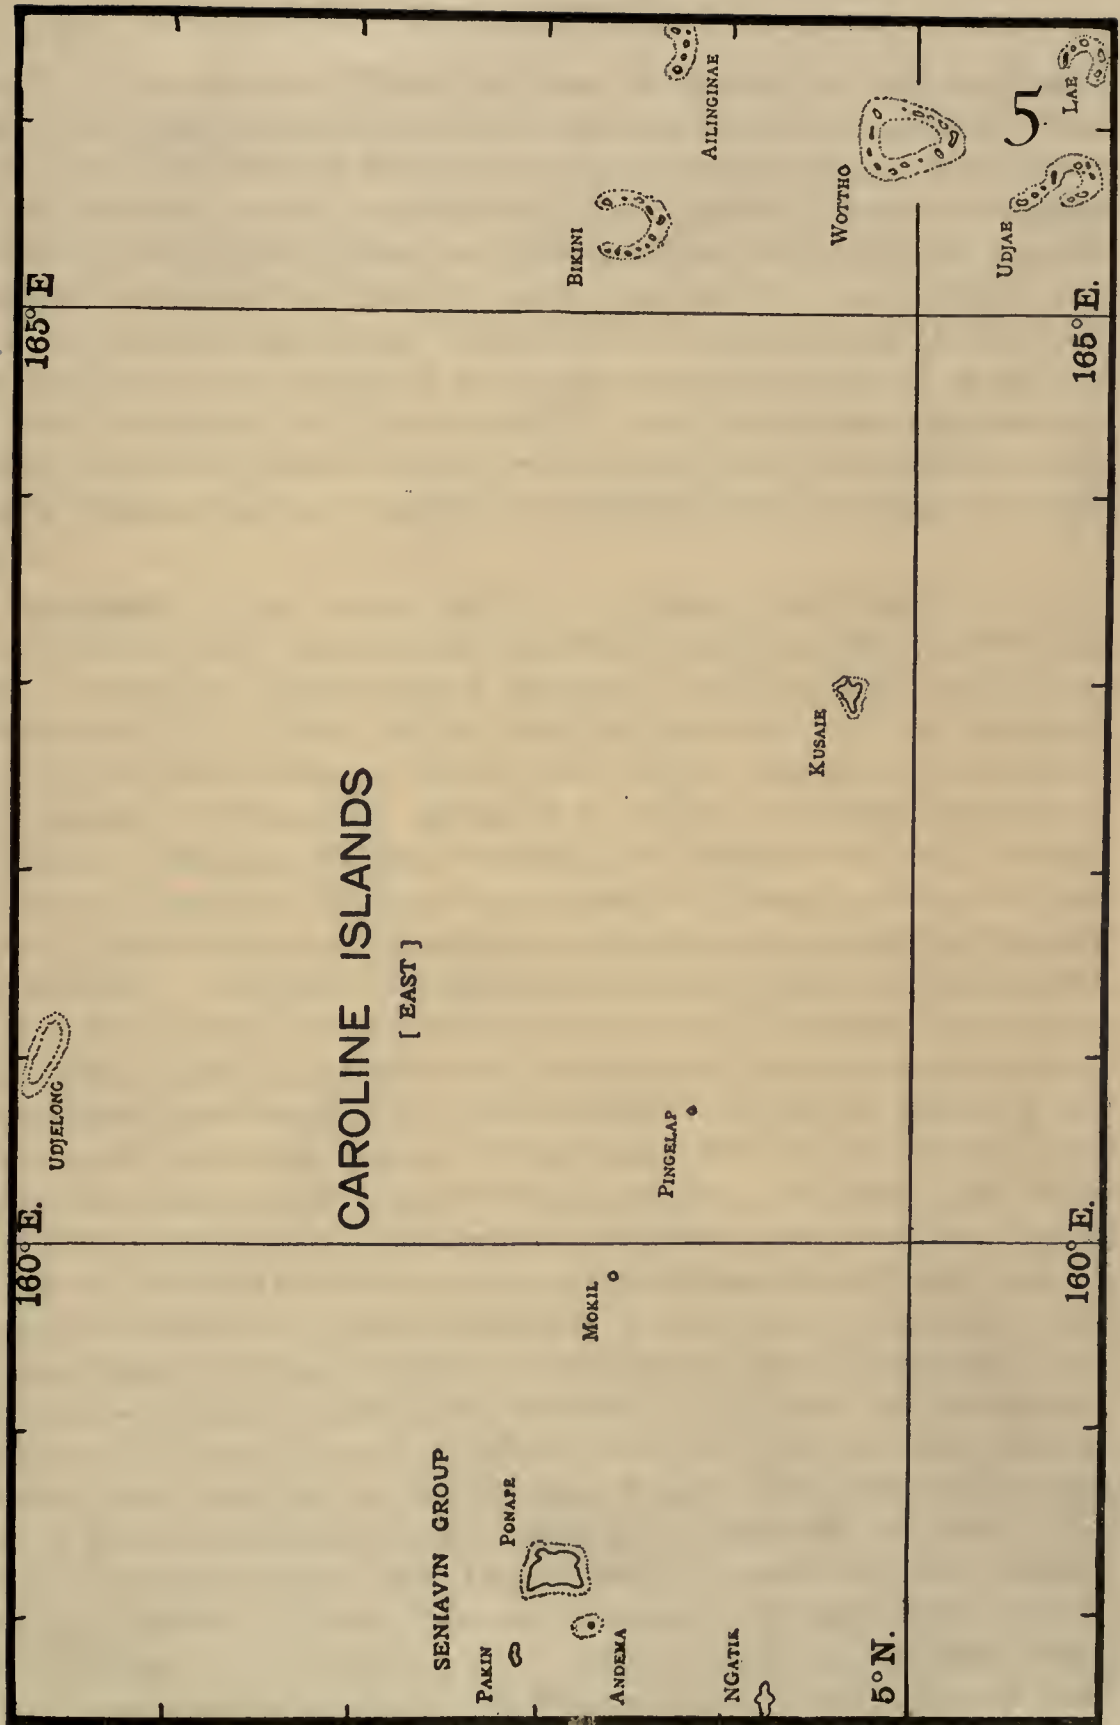 160° E.
165° E
UDJELONG
CAROLINE ISLANDS
[ EAST ]
SENIAVIN GROUP
PAKIN
PONAPE
ANDEMA
NGATIK
MOKIL
PINGELAP
KUSAIE
BIKINI
AILINGINAE
WOTTHO
UDJAE
LAE
5
5° N.
160° E.
165° E.